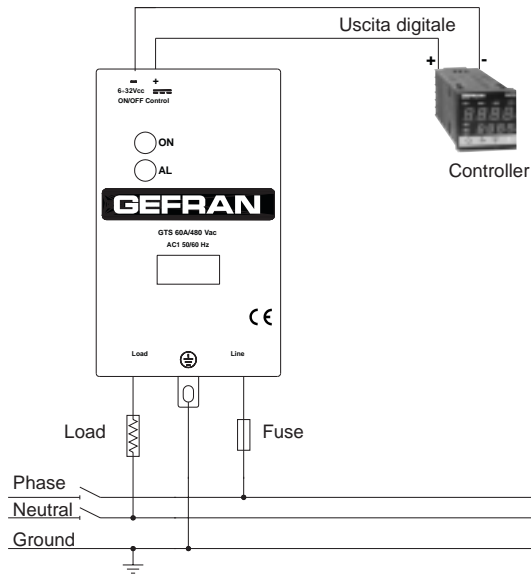 Uscita digitale
+ -
– +
6-32Vcc
ON/OFF Control
ON
AL
Controller
GEFRAN
GTS 60A/480 Vac
AC1 50/60 Hz
CE
Load Line
Load Fuse
Phase
Neutral
Ground
GEFRAN